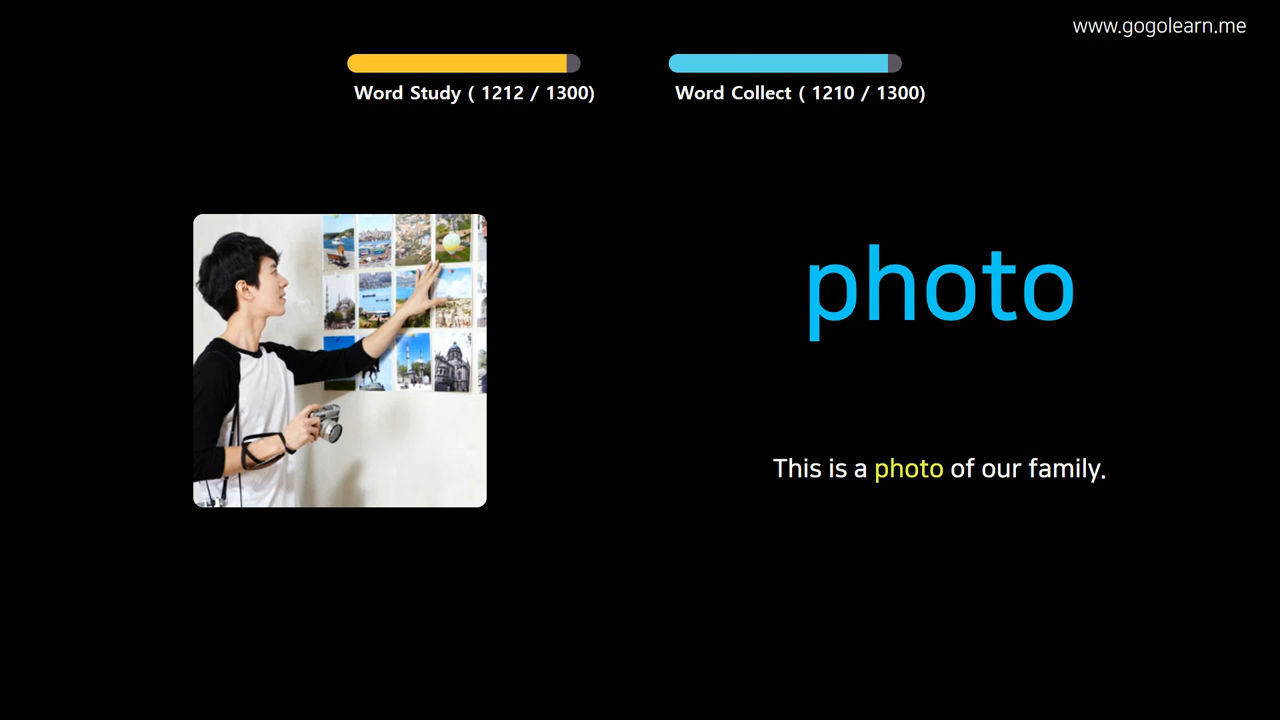 www.gogolearn.me
Word Study ( 1212 / 1300)
Word Collect ( 1210 / 1300)
photo
This is a photo of our family.